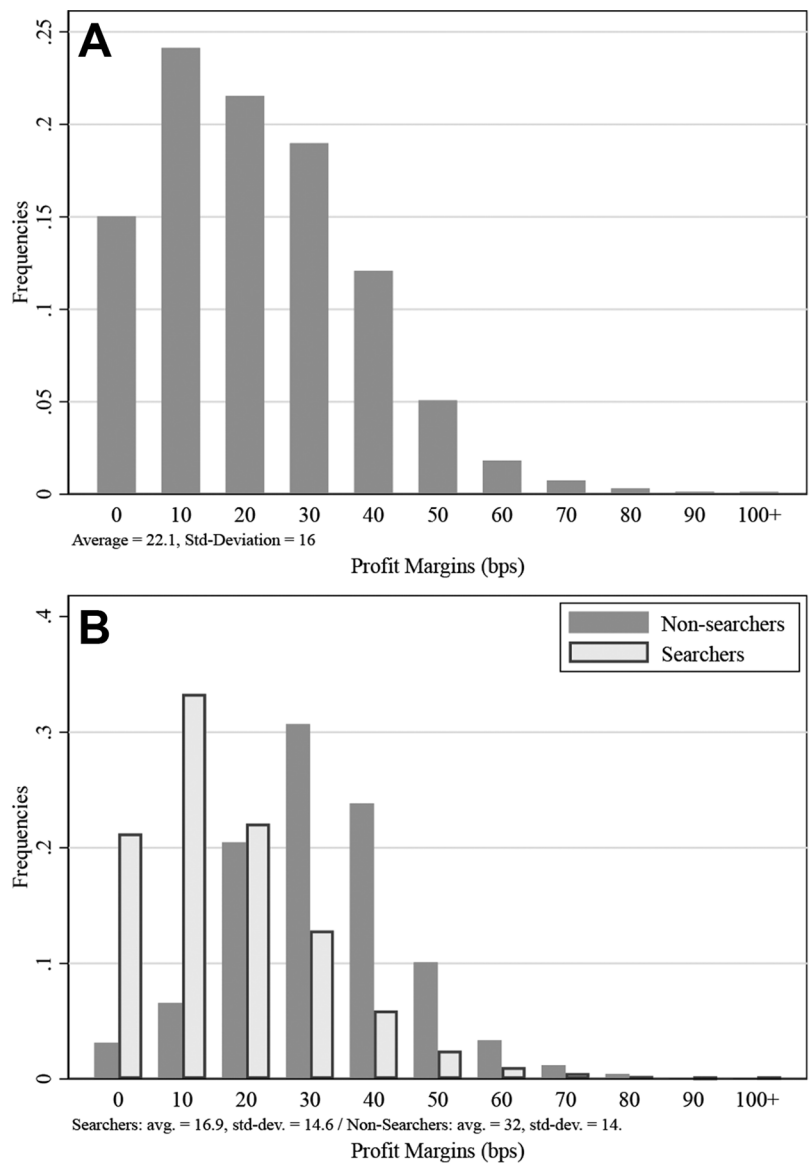 A
.25
.2
.15
.1
.05
0
Frequencies
0 10 20 30 40 50 60 70 80 90 100+
Average = 22.1, Std-Deviation = 16
Profit Margins (bps)
B
Non-searchers
Searchers
.4
.3
.2
.1
0
Frequencies
0 10 20 30 40 50 60 70 80 90 100+
Searchers: avg. = 16.9, std-dev. = 14.6 / Non-Searchers: avg. = 32, std-dev. = 14.
Profit Margins (bps)